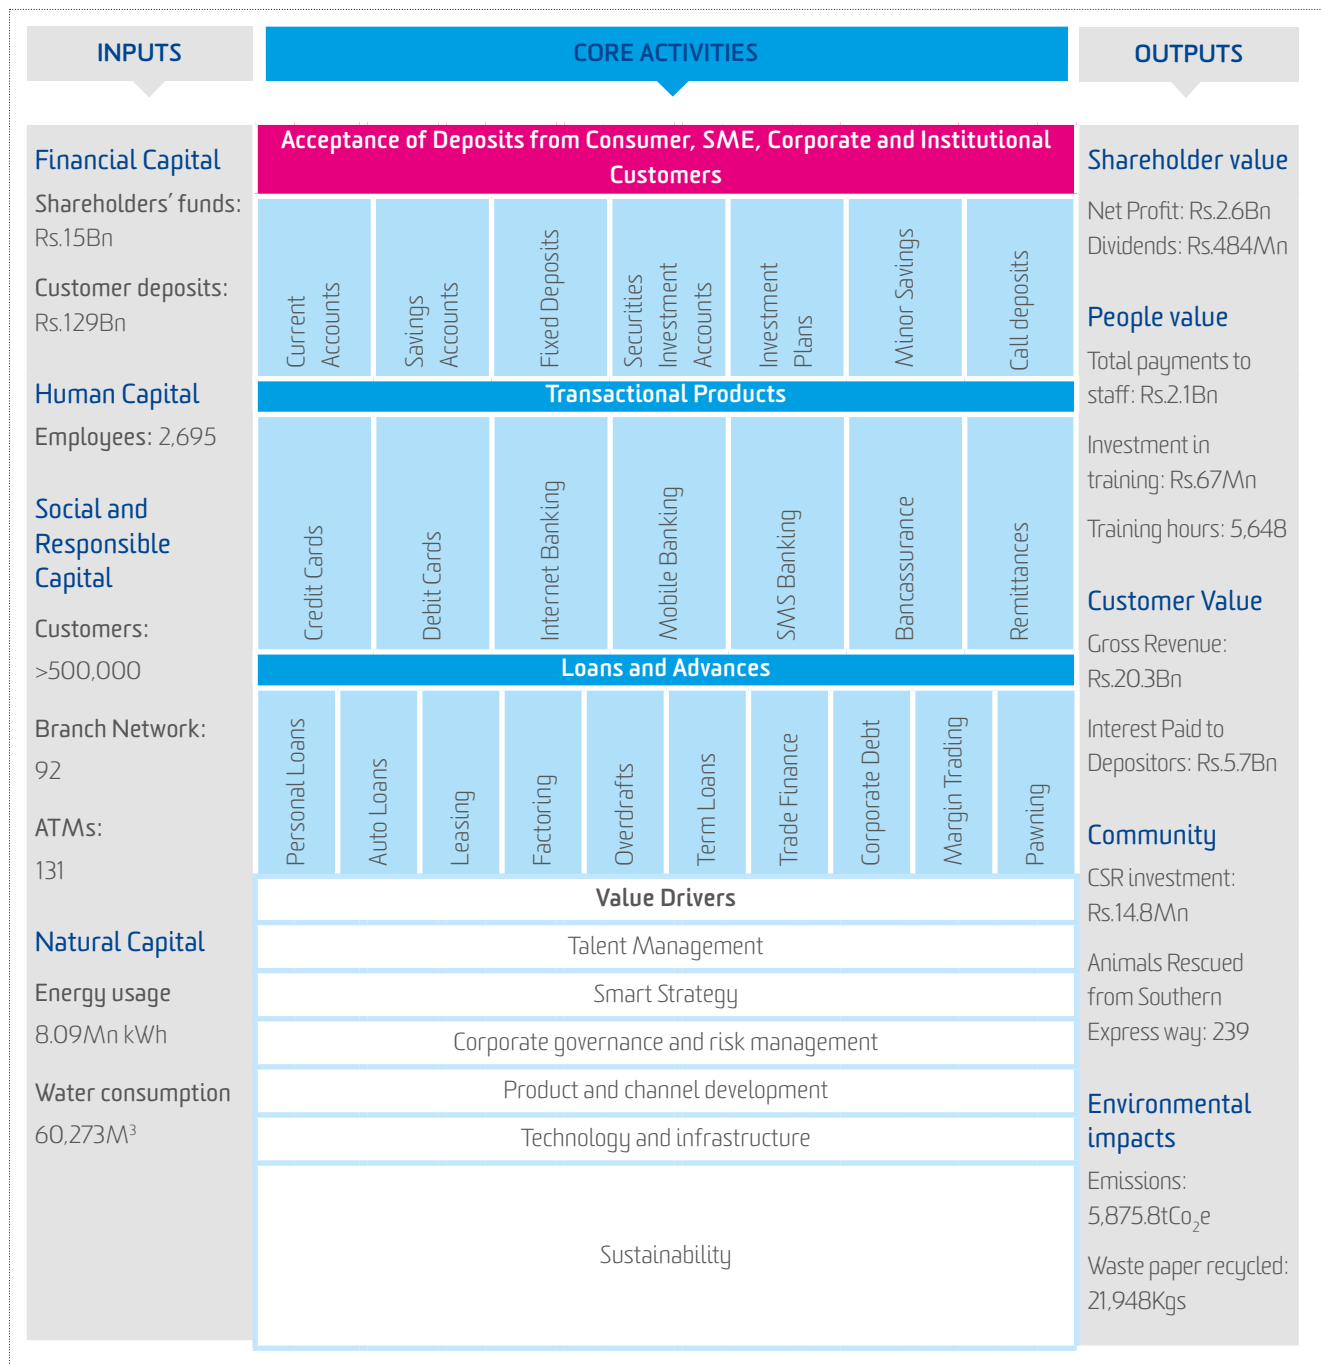 INPUTS
CORE ACTIVITIES
OUTPUTS
Financial Capital
Shareholders’ funds:
Rs.15Bn
Customer deposits:
Rs.129Bn
Human Capital
Employees: 2,695
Social and
Responsible
Capital
Customers:
>500,000
Branch Network:
92
ATMs:
131
Natural Capital
Energy usage
8.09Mn kWh
Water consumption
60,273M³
Acceptance of Deposits from Consumer, SME, Corporate and Institutional
Customers
Current
Accounts
Savings
Accounts
Fixed Deposits
Securities
Investment
Accounts
Investment
Plans
Minor Savings
Call deposits
Transactional Products
Credit Cards
Debit Cards
Internet Banking
Mobile Banking
SMS Banking
Bancassurance
Remittances
Loans and Advances
Personal Loans
Auto Loans
Leasing
Factoring
Overdrafts
Term Loans
Trade Finance
Corporate Debt
Margin Trading
Pawning
Value Drivers
Talent Management
Smart Strategy
Corporate governance and risk management
Product and channel development
Technology and infrastructure
Sustainability
Shareholder value
Net Profit: Rs.2.6Bn
Dividends: Rs.484Mn
People value
Total payments to
staff: Rs.2.1Bn
Investment in
training: Rs.67Mn
Training hours: 5,648
Customer Value
Gross Revenue:
Rs.20.3Bn
Interest Paid to
Depositors: Rs.5.7Bn
Community
CSR investment:
Rs.14.8Mn
Animals Rescued
from Southern
Express way: 239
Environmental
impacts
Emissions:
5,875.8tCo₂e
Waste paper recycled:
21,948Kgs